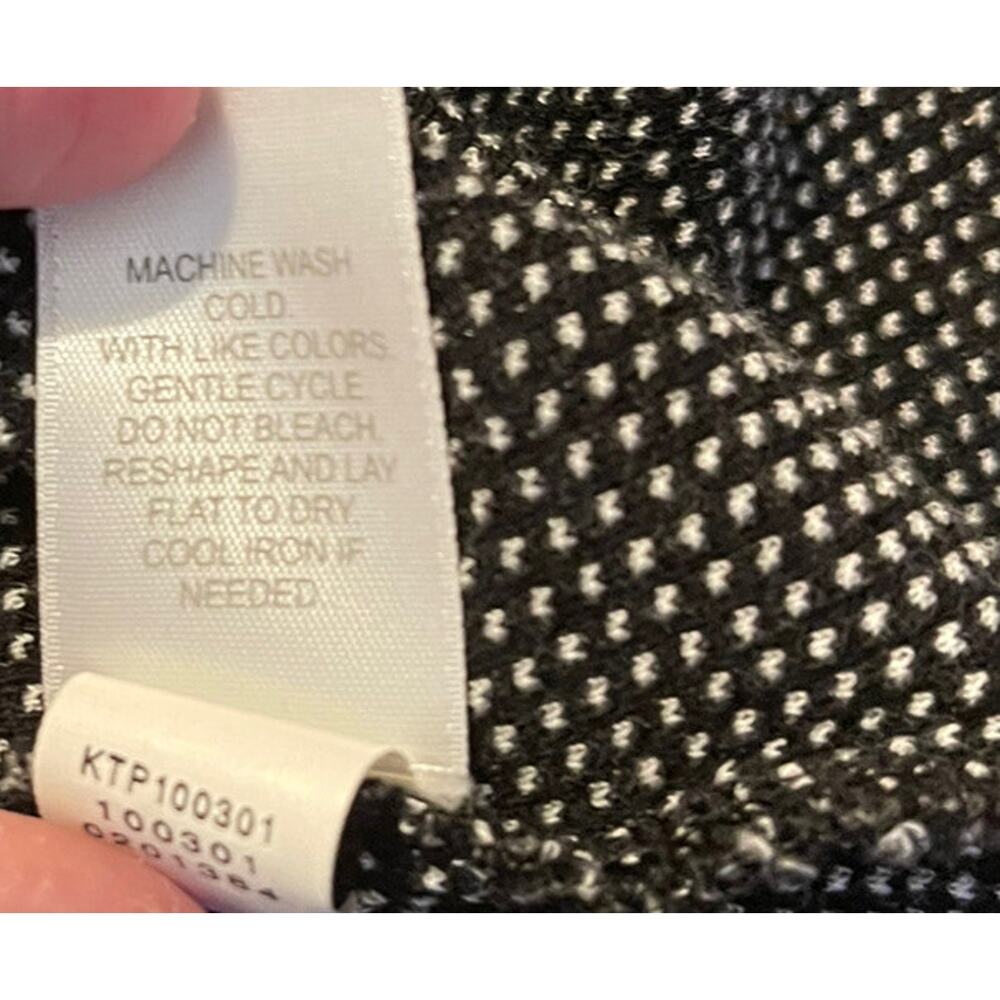 MACHINE WASH
COLD
WITH LIKE COLORS
GENTLE CYCLE
DO NOT BLEACH.
RESHAPE AND LAY
FLAT TO DRY
COOL IRON IF
NEEDED
KTP100301
100301
0201384